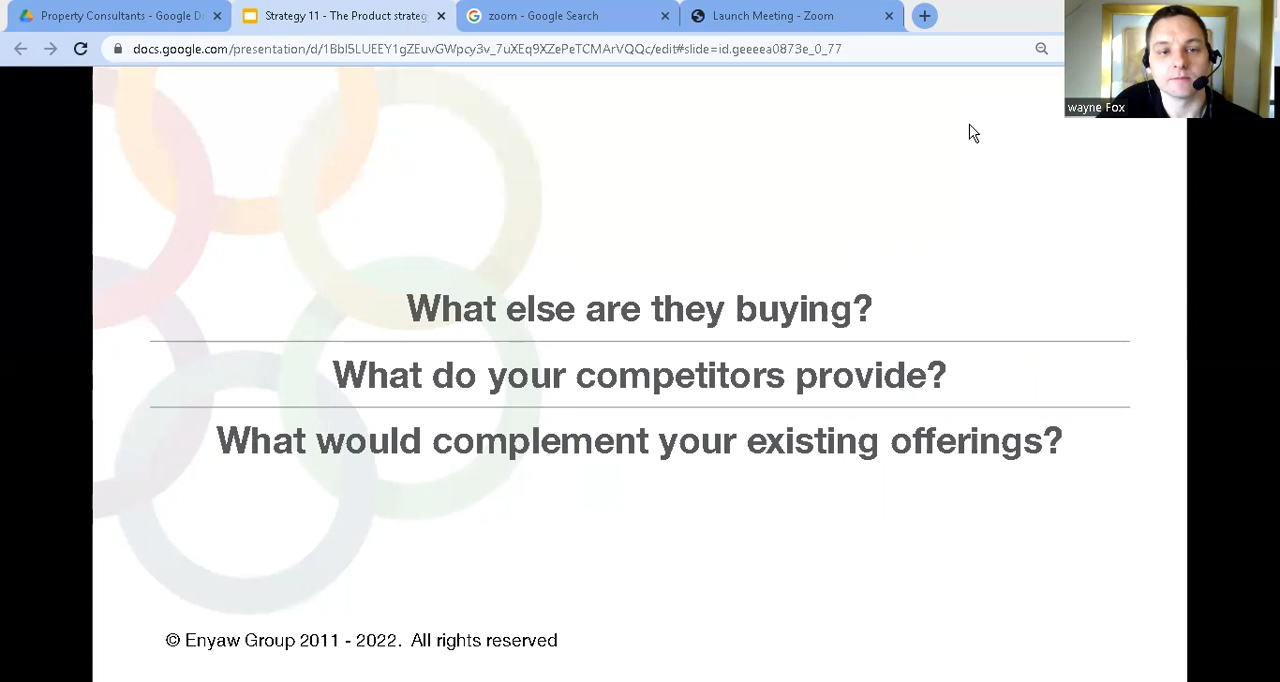 Property Consultants - Google D
Strategy 11 - The Product strateg
zoom - Google Search
Launch Meeting - Zoom
docs.google.com/presentation/d/1BbI5LUEEY1gZEuvGWpcy3v_7uXEq9XZePeTCMArVQQc/edit#slide=id.geeeea0873e_0_77
wayne Fox
What else are they buying?
What do your competitors provide?
What would complement your existing offerings?
© Enyaw Group 2011 - 2022. All rights reserved